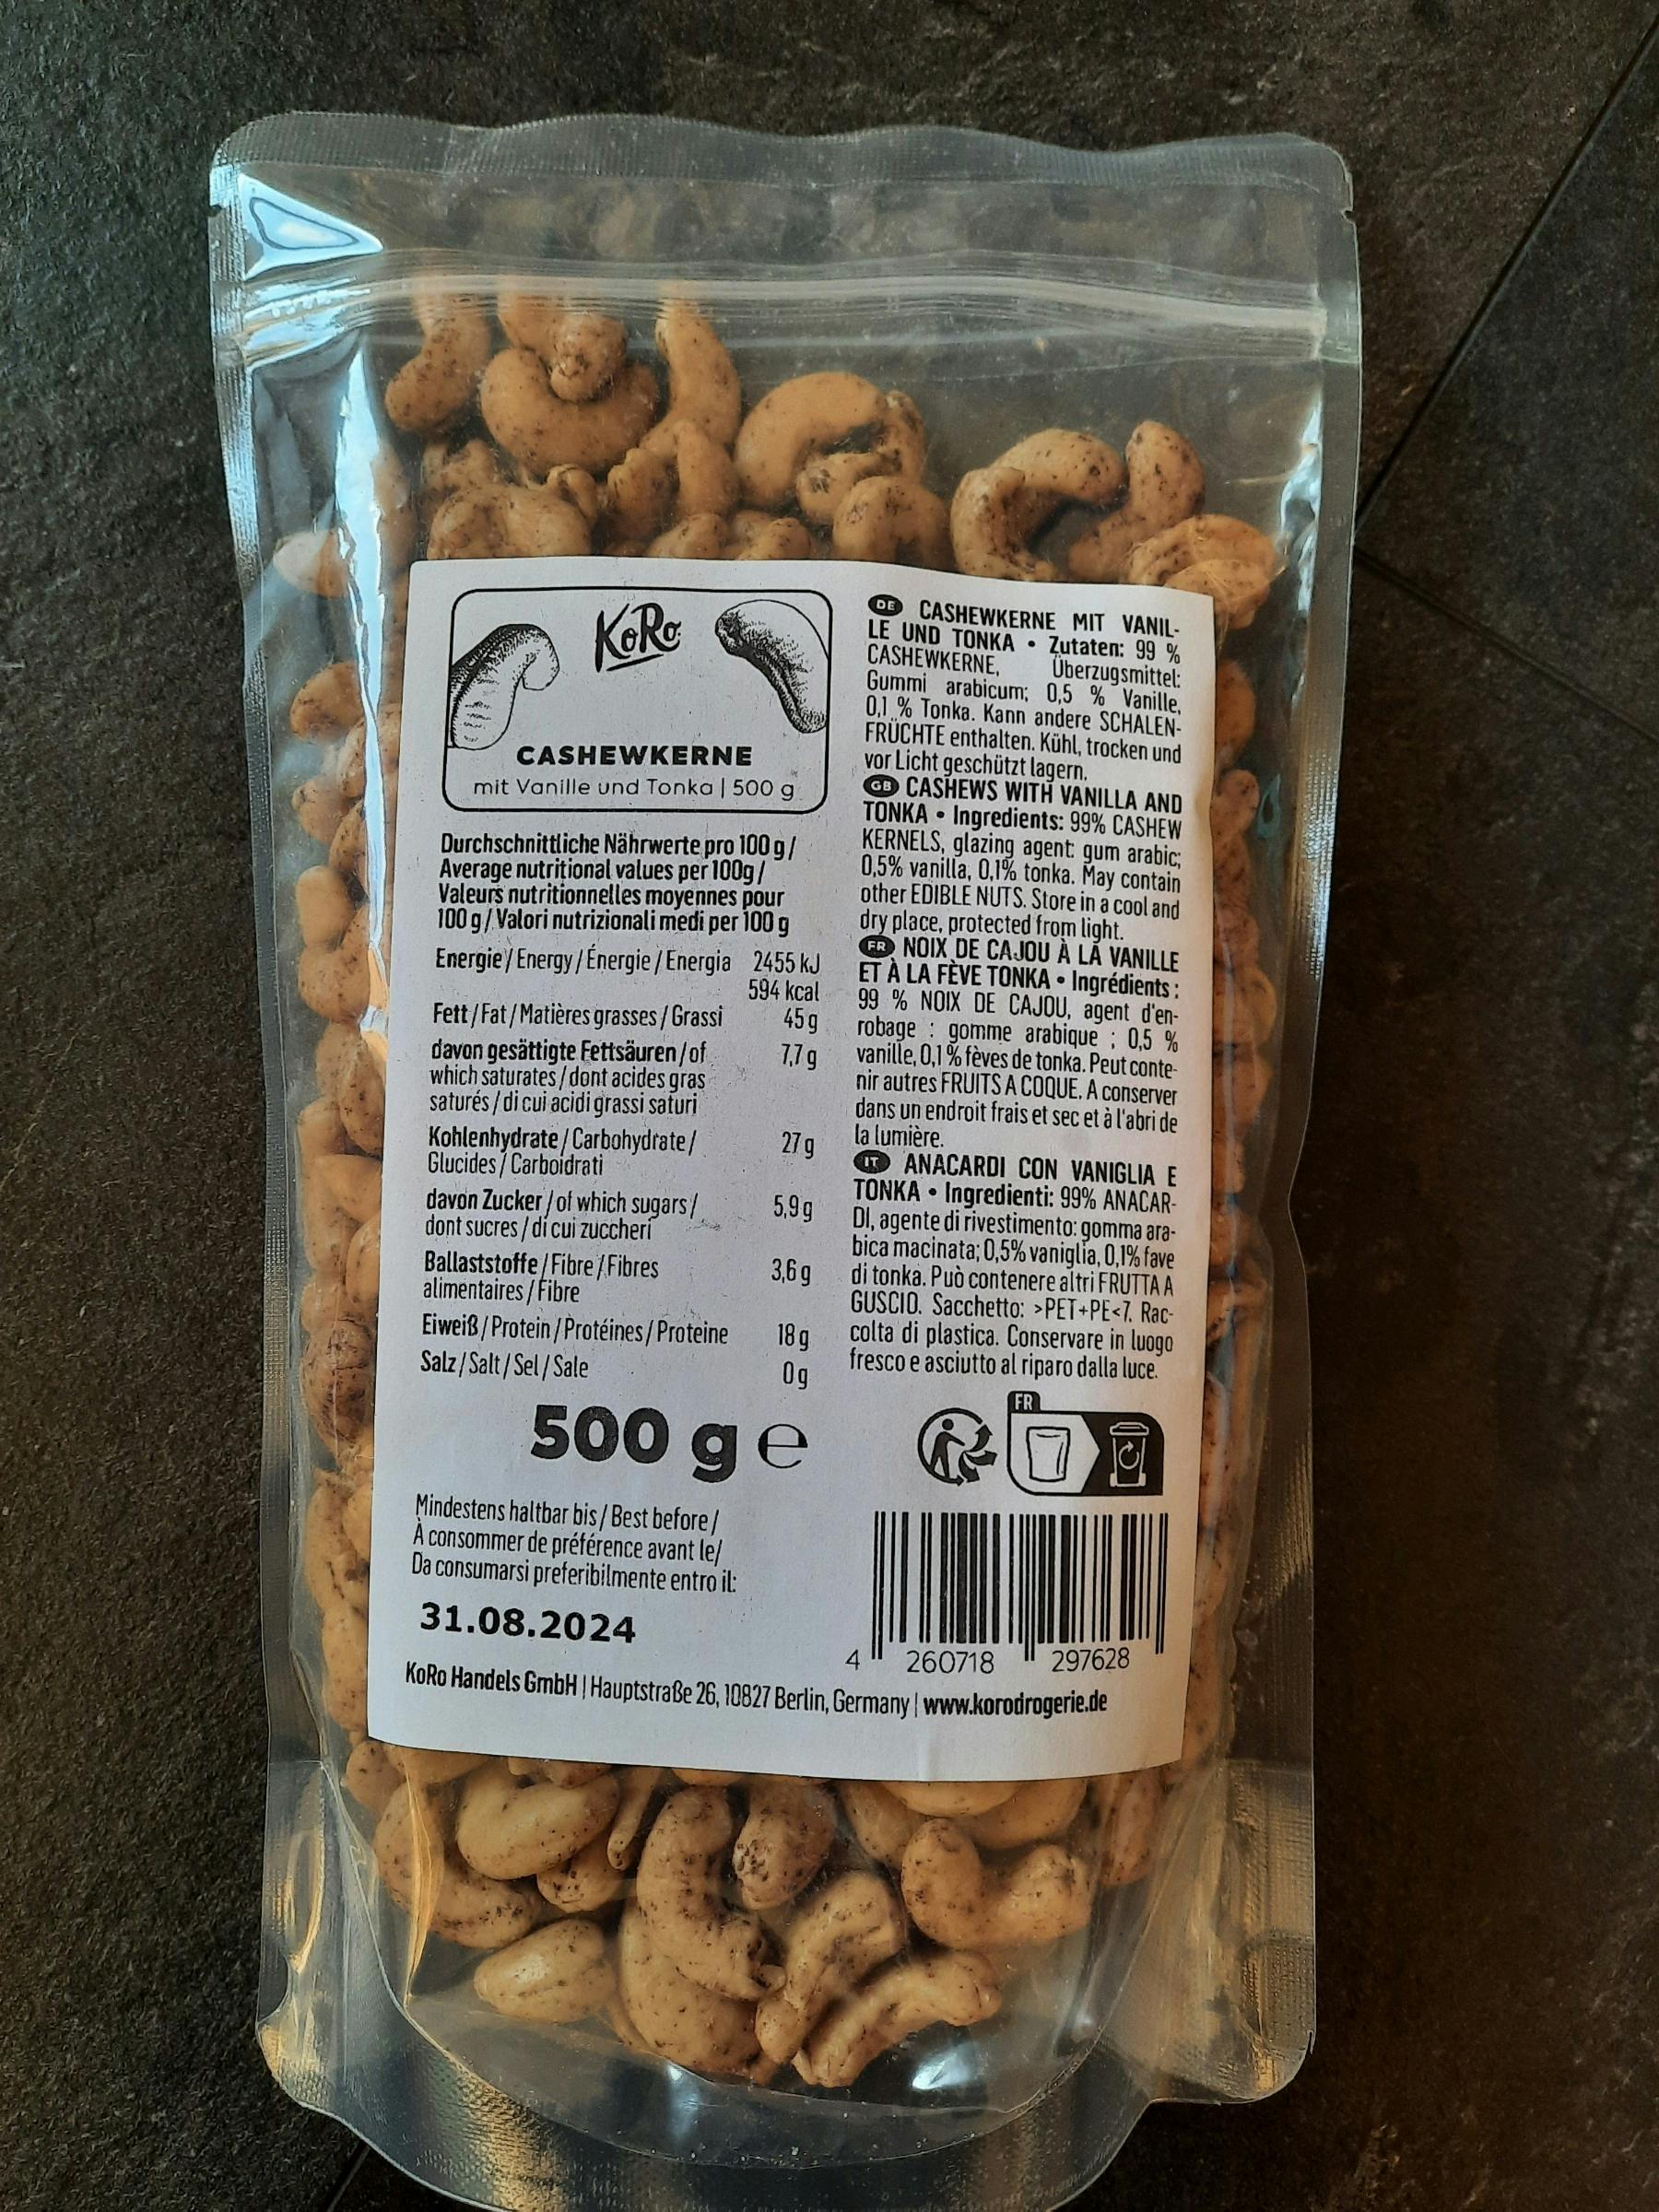 KoRo
CASHEWKERNE
mit Vanille und Tonka | 500 g
Durchschnittliche Nährwerte pro 100 g /
Average nutritional values per 100g /
Valeurs nutritionnelles moyennes pour
100 g / Valori nutrizionali medi per 100 g
Energie / Energy / Énergie / Energia 2455 kJ
594 kcal
Fett / Fat / Matières grasses / Grassi 45 g
davon gesättigte Fettsäuren / of 7,7 g
which saturates / dont acides gras
saturés / di cui acidi grassi saturi
Kohlenhydrate / Carbohydrate / 27 g
Glucides / Carboidrati
davon Zucker / of which sugars / 5,9 g
dont sucres / di cui zuccheri
Ballaststoffe / Fibre / Fibres 3,6 g
alimentaires / Fibre
Eiweiß / Protein / Protéines / Proteine 18 g
Salz / Salt / Sel / Sale 0 g
500 g ℮
Mindestens haltbar bis / Best before /
À consommer de préférence avant le/
Da consumarsi preferibilmente entro il:
31.08.2024
DE CASHEWKERNE MIT VANIL-
LE UND TONKA • Zutaten: 99 %
CASHEWKERNE, Überzugsmittel:
Gummi arabicum; 0,5 % Vanille,
0,1 % Tonka. Kann andere SCHALEN-
FRÜCHTE enthalten. Kühl, trocken und
vor Licht geschützt lagern.
GB CASHEWS WITH VANILLA AND
TONKA • Ingredients: 99% CASHEW
KERNELS, glazing agent: gum arabic;
0,5% vanilla, 0,1% tonka. May contain
other EDIBLE NUTS. Store in a cool and
dry place, protected from light.
FR NOIX DE CAJOU À LA VANILLE
ET À LA FÈVE TONKA • Ingrédients :
99 % NOIX DE CAJOU, agent d'en-
robage : gomme arabique ; 0,5 %
vanille, 0,1 % fèves de tonka. Peut conte-
nir autres FRUITS A COQUE. A conserver
dans un endroit frais et sec et à l'abri de
la lumière.
IT ANACARDI CON VANIGLIA E
TONKA • Ingredienti: 99% ANACAR-
DI, agente di rivestimento: gomma ara-
bica macinata; 0,5% vaniglia, 0,1% fave
di tonka. Può contenere altri FRUTTA A
GUSCIO. Sacchetto: >PET+PE<7. Rac-
colta di plastica. Conservare in luogo
fresco e asciutto al riparo dalla luce.
FR
4 260718 297628
KoRo Handels GmbH | Hauptstraße 26, 10827 Berlin, Germany | www.korodrogerie.de